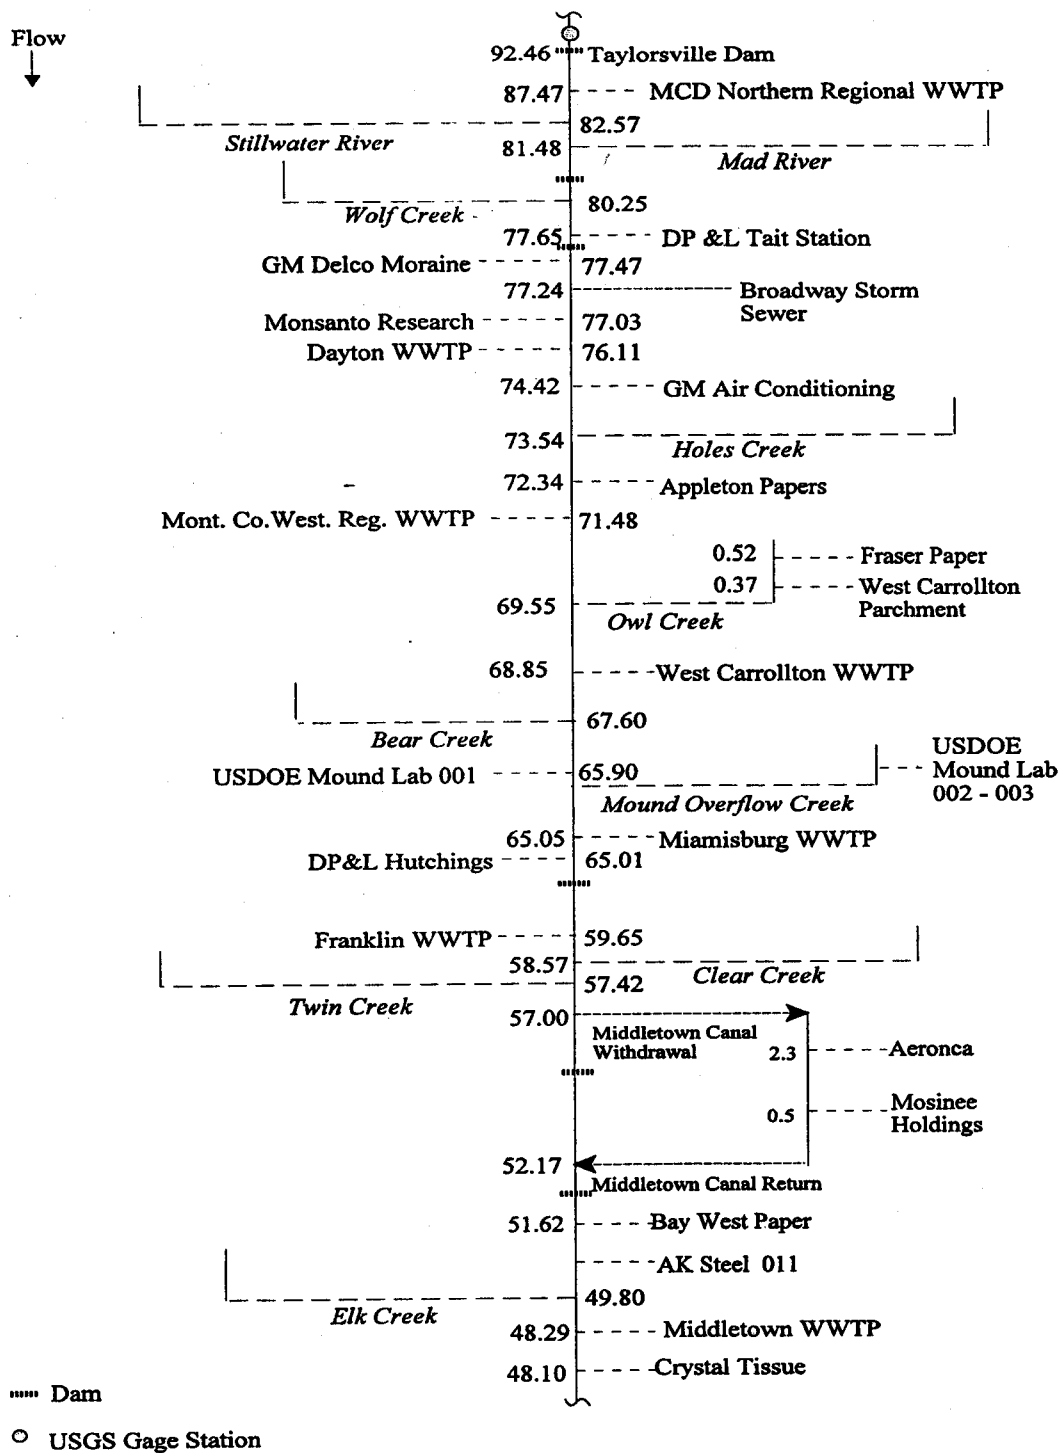 Flow
92.46 Taylorsville Dam
87.47 MCD Northern Regional WWTP
82.57
Stillwater River
81.48 Mad River
80.25
Wolf Creek
77.65 DP &L Tait Station
GM Delco Moraine 77.47
77.24 Broadway Storm
Sewer
Monsanto Research 77.03
Dayton WWTP 76.11
74.42 GM Air Conditioning
73.54 Holes Creek
72.34 Appleton Papers
Mont. Co.West. Reg. WWTP 71.48
0.52 Fraser Paper
0.37 West Carrollton
Parchment
69.55 Owl Creek
68.85 West Carrollton WWTP
67.60
Bear Creek
USDOE
Mound Lab
002 - 003
USDOE Mound Lab 001 65.90
Mound Overflow Creek
65.05 Miamisburg WWTP
DP&L Hutchings 65.01
Franklin WWTP 59.65
58.57 Clear Creek
57.42
Twin Creek
57.00
Middletown Canal
Withdrawal
2.3 Aeronca
0.5 Mosinee
Holdings
52.17
Middletown Canal Return
51.62 Bay West Paper
AK Steel 011
49.80
Elk Creek
48.29 Middletown WWTP
48.10 Crystal Tissue
Dam
USGS Gage Station